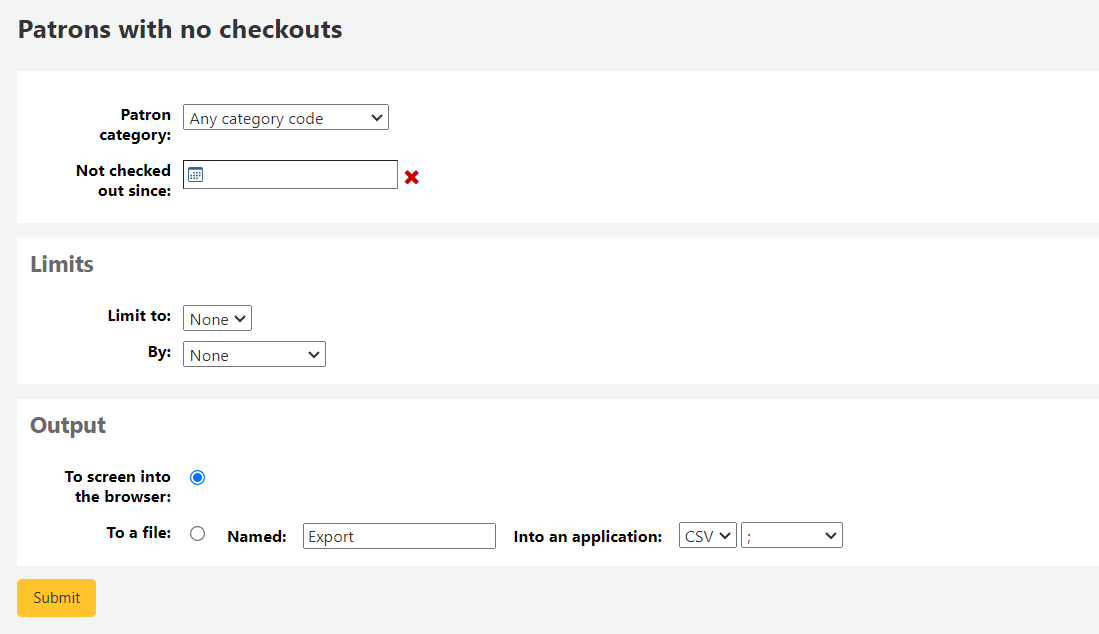 Patrons with no checkouts
Patron
category:
Any category code
Not checked
out since:
Limits
Limit to:
None
By:
None
Output
To screen into
the browser:
To a file:
Named:
Export
Into an application:
CSV
;
Submit